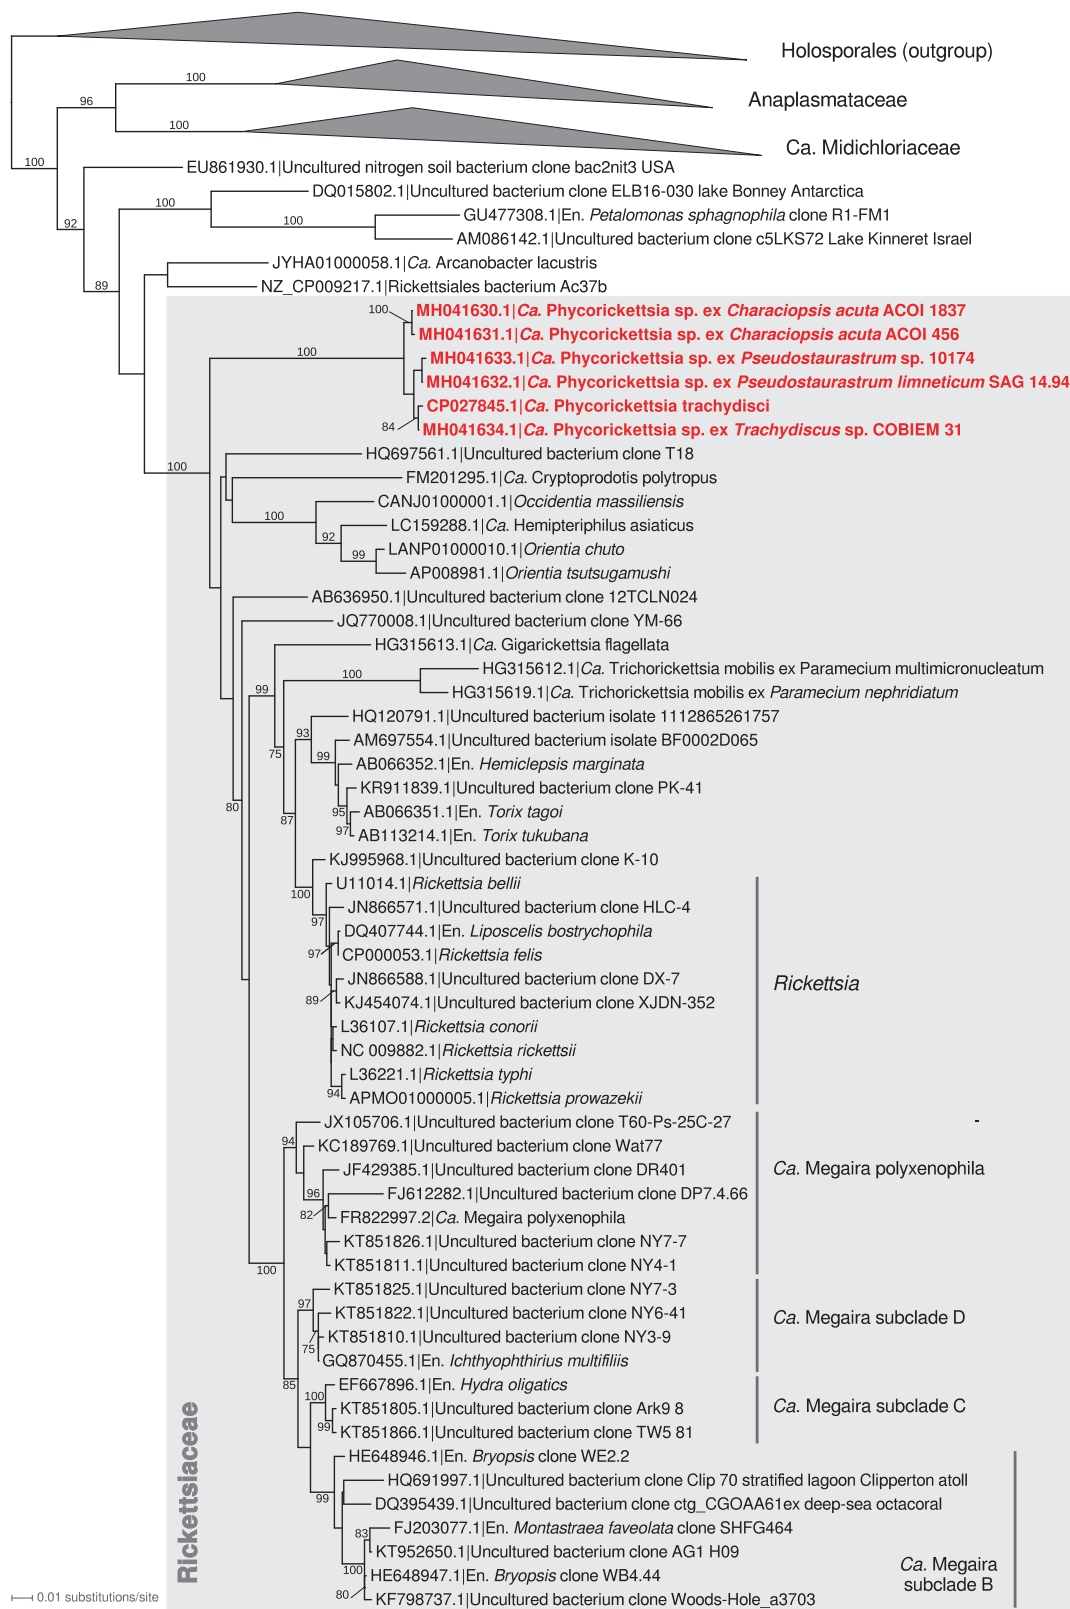 Holosporales (outgroup)
100
Anaplasmataceae
96
100
Ca. Midichloriaceae
100
EU861930.1|Uncultured nitrogen soil bacterium clone bac2nit3 USA
DQ015802.1|Uncultured bacterium clone ELB16-030 lake Bonney Antarctica
100
GU477308.1|En. Petalomonas sphagnophila clone R1-FM1
92
100
AM086142.1|Uncultured bacterium clone c5LKS72 Lake Kinneret Israel
JYHA01000058.1|Ca. Arcanobacter lacustris
89
NZ_CP009217.1|Rickettsiales bacterium Ac37b
100
MH041630.1|Ca. Phycorickettsia sp. ex Characiopsis acuta ACOI 1837
MH041631.1|Ca. Phycorickettsia sp. ex Characiopsis acuta ACOI 456
100
MH041633.1|Ca. Phycorickettsia sp. ex Pseudostaurastrum sp. 10174
MH041632.1|Ca. Phycorickettsia sp. ex Pseudostaurastrum limneticum SAG 14.94
CP027845.1|Ca. Phycorickettsia trachydisci
84
MH041634.1|Ca. Phycorickettsia sp. ex Trachydiscus sp. COBIEM 31
HQ697561.1|Uncultured bacterium clone T18
100
FM201295.1|Ca. Cryptoprodotis polytropus
CANJ01000001.1|Occidentia massiliensis
100
LC159288.1|Ca. Hemipteriphilus asiaticus
92
LANP01000010.1|Orientia chuto
99
AP008981.1|Orientia tsutsugamushi
AB636950.1|Uncultured bacterium clone 12TCLN024
JQ770008.1|Uncultured bacterium clone YM-66
HG315613.1|Ca. Gigarickettsia flagellata
HG315612.1|Ca. Trichorickettsia mobilis ex Paramecium multimicronucleatum
100
99
HG315619.1|Ca. Trichorickettsia mobilis ex Paramecium nephridiatum
HQ120791.1|Uncultured bacterium isolate 1112865261757
93
AM697554.1|Uncultured bacterium isolate BF0002D065
75
99
AB066352.1|En. Hemiclepsis marginata
KR911839.1|Uncultured bacterium clone PK-41
80
95
AB066351.1|En. Torix tagoi
87
97
AB113214.1|En. Torix tukubana
KJ995968.1|Uncultured bacterium clone K-10
U11014.1|Rickettsia bellii
100
JN866571.1|Uncultured bacterium clone HLC-4
97
DQ407744.1|En. Liposcelis bostrychophila
97
CP000053.1|Rickettsia felis
JN866588.1|Uncultured bacterium clone DX-7
Rickettsia
89
KJ454074.1|Uncultured bacterium clone XJDN-352
L36107.1|Rickettsia conorii
NC 009882.1|Rickettsia rickettsii
L36221.1|Rickettsia typhi
94
APMO01000005.1|Rickettsia prowazekii
JX105706.1|Uncultured bacterium clone T60-Ps-25C-27
94
KC189769.1|Uncultured bacterium clone Wat77
JF429385.1|Uncultured bacterium clone DR401
Ca. Megaira polyxenophila
96
FJ612282.1|Uncultured bacterium clone DP7.4.66
82
FR822997.2|Ca. Megaira polyxenophila
KT851826.1|Uncultured bacterium clone NY7-7
KT851811.1|Uncultured bacterium clone NY4-1
100
KT851825.1|Uncultured bacterium clone NY7-3
97
KT851822.1|Uncultured bacterium clone NY6-41
Ca. Megaira subclade D
KT851810.1|Uncultured bacterium clone NY3-9
75
GQ870455.1|En. Ichthyophthirius multifiliis
85
EF667896.1|En. Hydra oligatics
100
KT851805.1|Uncultured bacterium clone Ark9 8
Ca. Megaira subclade C
99
KT851866.1|Uncultured bacterium clone TW5 81
HE648946.1|En. Bryopsis clone WE2.2
HQ691997.1|Uncultured bacterium clone Clip 70 stratified lagoon Clipperton atoll
99
DQ395439.1|Uncultured bacterium clone ctg_CGOAA61ex deep-sea octacoral
FJ203077.1|En. Montastraea faveolata clone SHFG464
83
KT952650.1|Uncultured bacterium clone AG1 H09
100
HE648947.1|En. Bryopsis clone WB4.44
Ca. Megaira
subclade B
80
KF798737.1|Uncultured bacterium clone Woods-Hole_a3703
Rickettsiaceae
0.01 substitutions/site